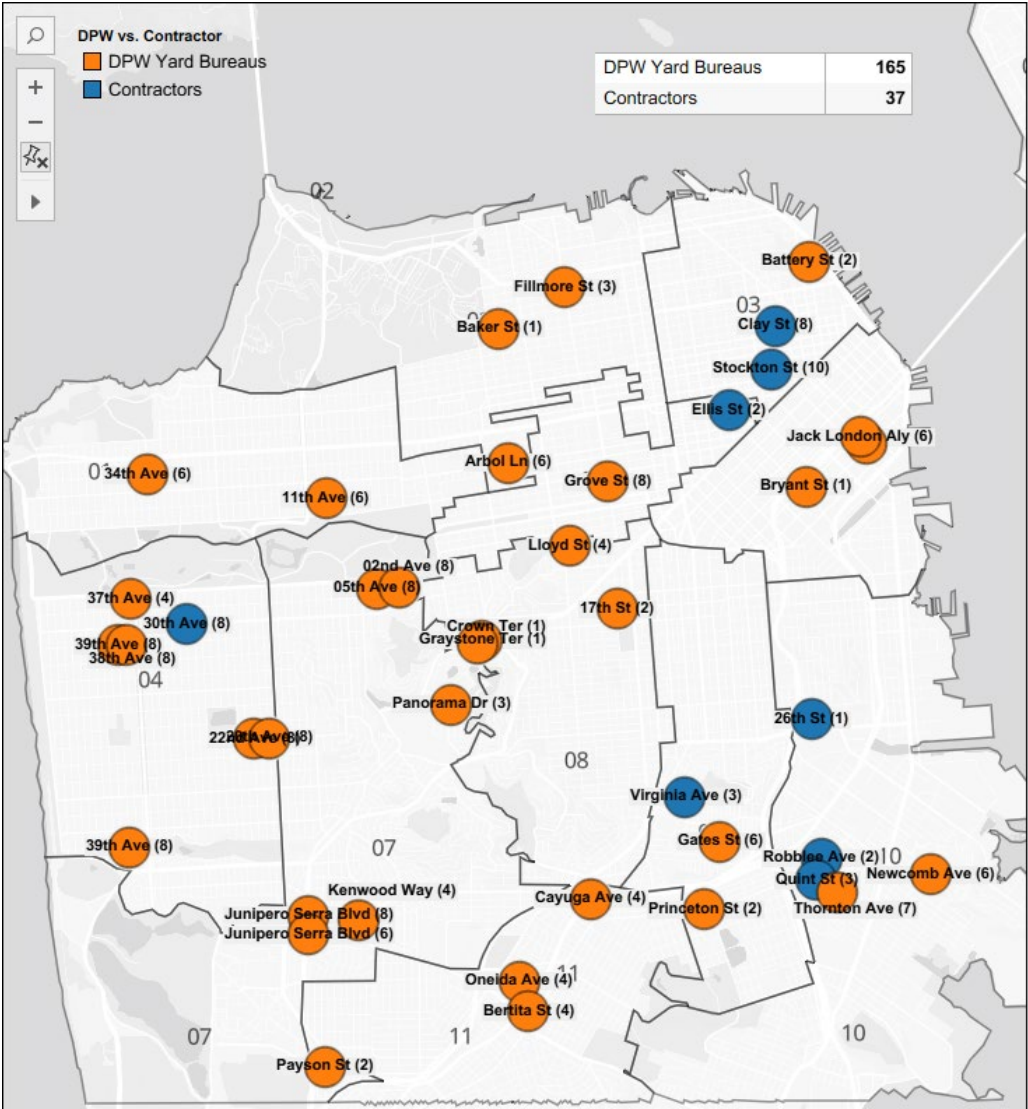 DPW vs. Contractor
DPW Yard Bureaus
Contractors
DPW Yard Bureaus 165
Contractors 37
02
Battery St (2)
Fillmore St (3)
03
Clay St (8)
Baker St (1)
Stockton St (10)
Ellis St (2)
Jack London Aly (6)
Arbol Ln (6)
01
34th Ave (6)
Grove St (8)
Bryant St (1)
11th Ave (6)
Lloyd St (4)
02nd Ave (8)
05th Ave (8)
37th Ave (4)
17th St (2)
30th Ave (8)
Crown Ter (1)
Graystone Ter (1)
39th Ave (8)
38th Ave (8)
04
Panorama Dr (3)
26th St (1)
22nd Ave (8)
08
Virginia Ave (3)
Gates St (6)
39th Ave (8)
07
Robblee Ave (2)
10
Newcomb Ave (6)
Quint St (3)
Kenwood Way (4)
Cayuga Ave (4)
Princeton St (2)
Thornton Ave (7)
Junipero Serra Blvd (8)
Junipero Serra Blvd (6)
11
Oneida Ave (4)
Bertita St (4)
07
11
10
Payson St (2)